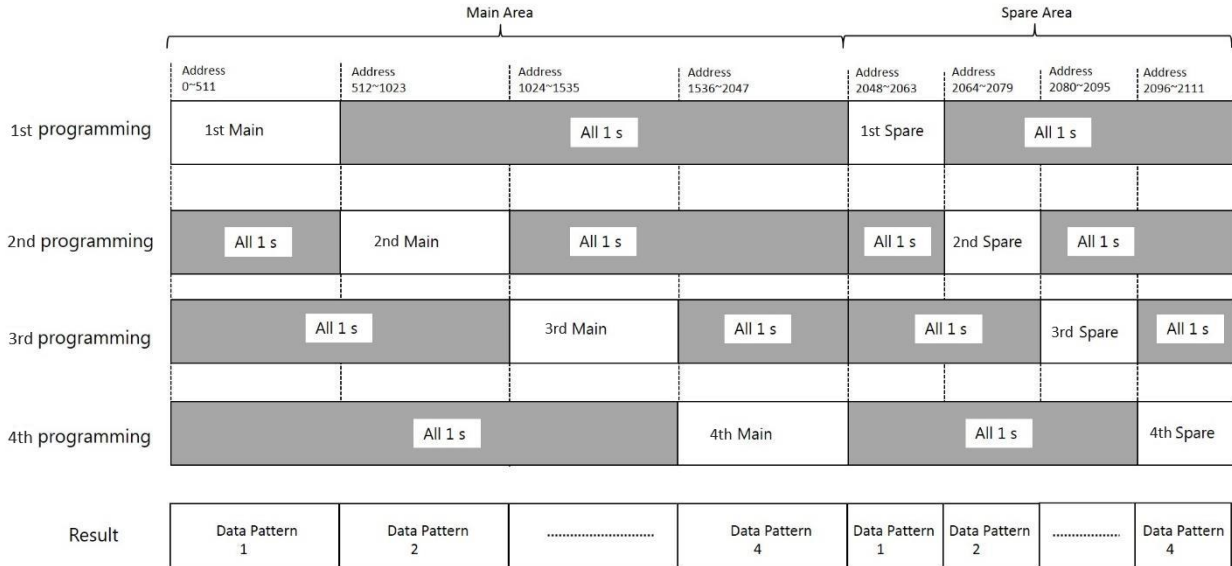 Main Area
Spare Area
Address
0~511
Address
512~1023
Address
1024~1535
Address
1536~2047
Address
2048~2063
Address
2064~2079
Address
2080~2095
Address
2096~2111
1st programming
1st Main
All 1 s
1st Spare
All 1 s
2nd programming
All 1 s
2nd Main
All 1 s
All 1 s
2nd Spare
All 1 s
3rd programming
All 1 s
3rd Main
All 1 s
All 1 s
3rd Spare
All 1 s
4th programming
All 1 s
4th Main
All 1 s
4th Spare
Result
Data Pattern
1
Data Pattern
2
........................
Data Pattern
4
Data Pattern
1
Data Pattern
2
................
Data Pattern
4